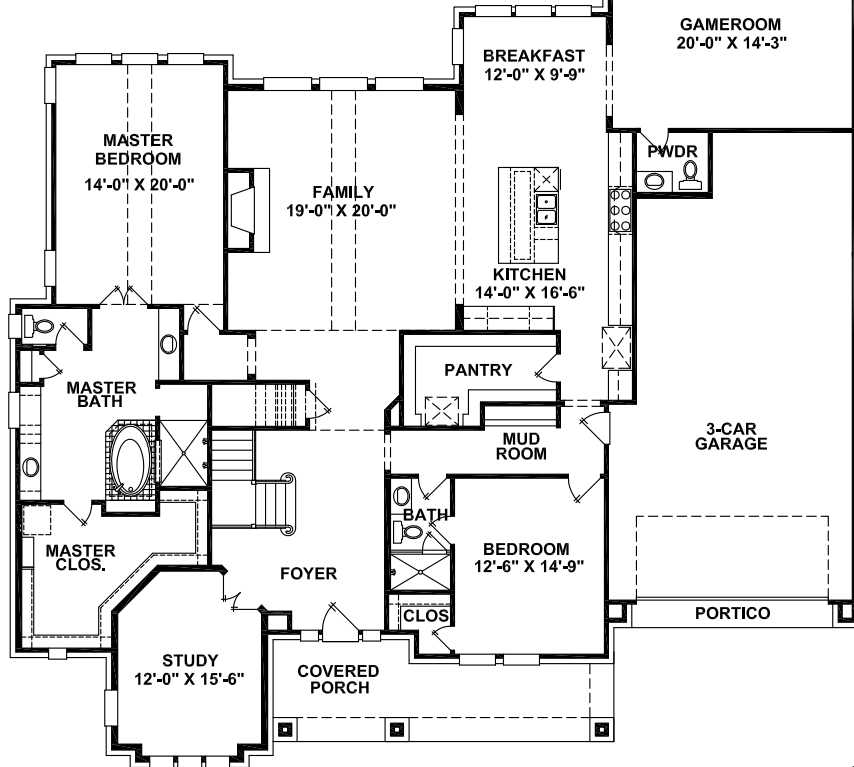 GAMEROOM
20'-0" X 14'-3"
BREAKFAST
12'-0" X 9'-9"
MASTER
BEDROOM
14'-0" X 20'-0"
FAMILY
19'-0" X 20'-0"
PWDR
KITCHEN
14'-0" X 16'-6"
PANTRY
MASTER
BATH
3-CAR
GARAGE
MUD
ROOM
BATH
MASTER
CLOS.
BEDROOM
12'-6" X 14'-9"
FOYER
CLOS
PORTICO
STUDY
12'-0" X 15'-6"
COVERED
PORCH